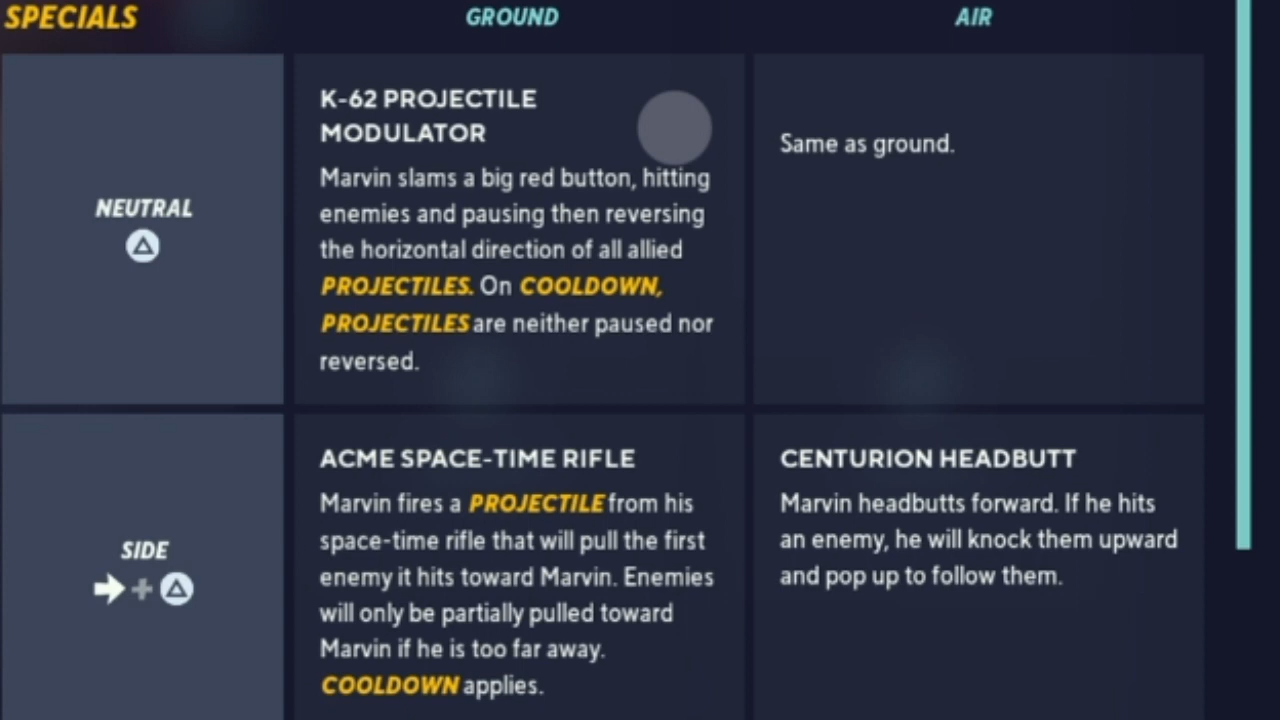 SPECIALS
GROUND
AIR
NEUTRAL
K-62 PROJECTILE
MODULATOR
Marvin slams a big red button, hitting
enemies and pausing then reversing
the horizontal direction of all allied
PROJECTILES. On COOLDOWN,
PROJECTILES are neither paused nor
reversed.
Same as ground.
SIDE
+
ACME SPACE-TIME RIFLE
Marvin fires a PROJECTILE from his
space-time rifle that will pull the first
enemy it hits toward Marvin. Enemies
will only be partially pulled toward
Marvin if he is too far away.
COOLDOWN applies.
CENTURION HEADBUTT
Marvin headbutts forward. If he hits
an enemy, he will knock them upward
and pop up to follow them.